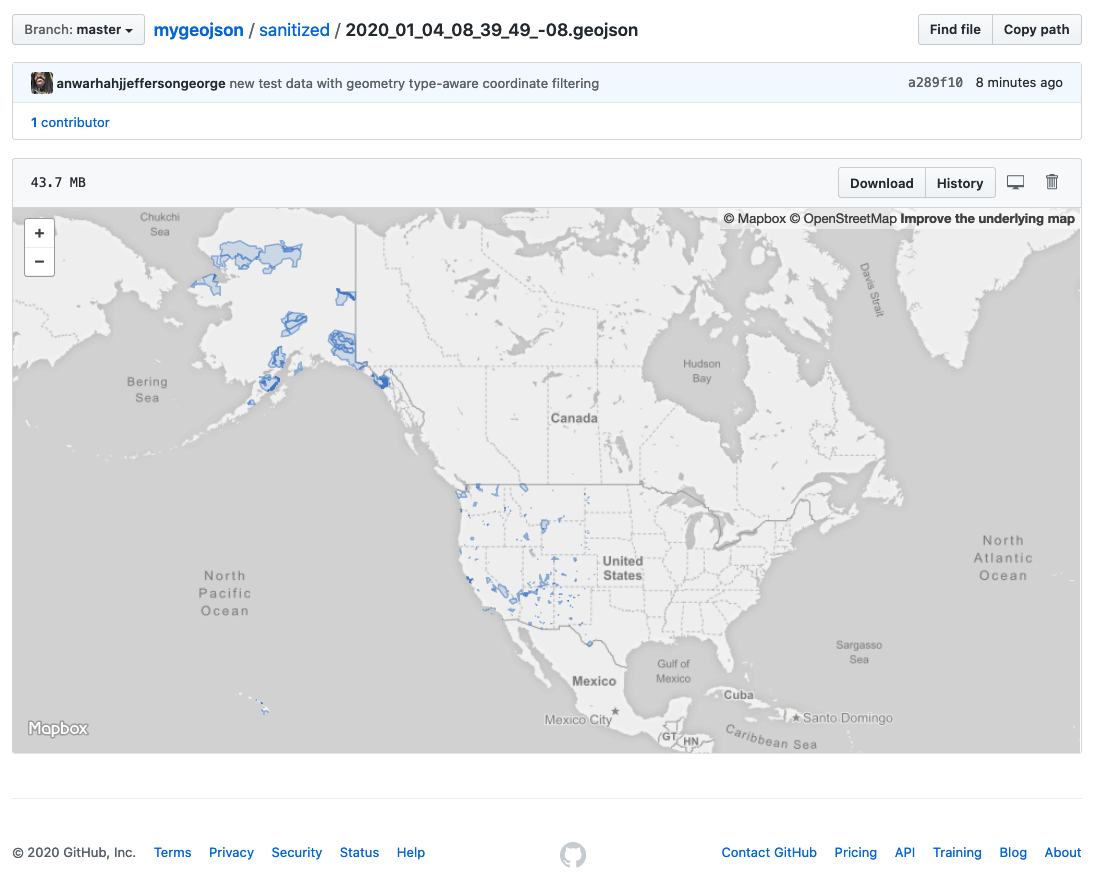 Branch: master mygeojson / sanitized / 2020_01_04_08_39_49_-08.geojson Find file Copy path
anwarhahjjeffersongeorge new test data with geometry type-aware coordinate filtering a289f10 8 minutes ago
1 contributor
43.7 MB Download History
© Mapbox © OpenStreetMap Improve the underlying map
+
−
Chukchi
Sea
Davis Strait
Hudson
Bay
Bering
Sea
Canada
North
Atlantic
Ocean
United
States
North
Pacific
Ocean
Sargasso
Sea
Gulf of
Mexico
Mexico
Cuba
Mexico City
Santo Domingo
GT
HN
Caribbean Sea
Mapbox
© 2020 GitHub, Inc. Terms Privacy Security Status Help Contact GitHub Pricing API Training Blog About